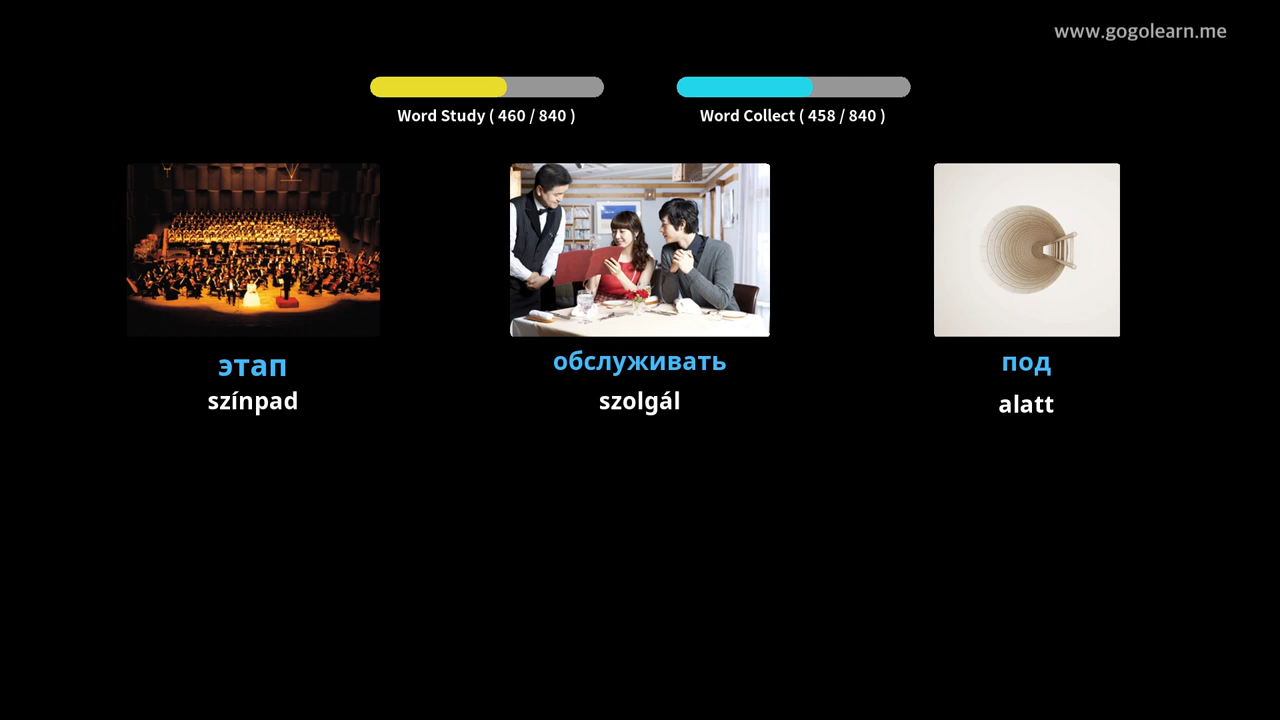 www.gogolearn.me
Word Study ( 460 / 840 )
Word Collect ( 458 / 840 )
этап
színpad
обслуживать
szolgál
под
alatt